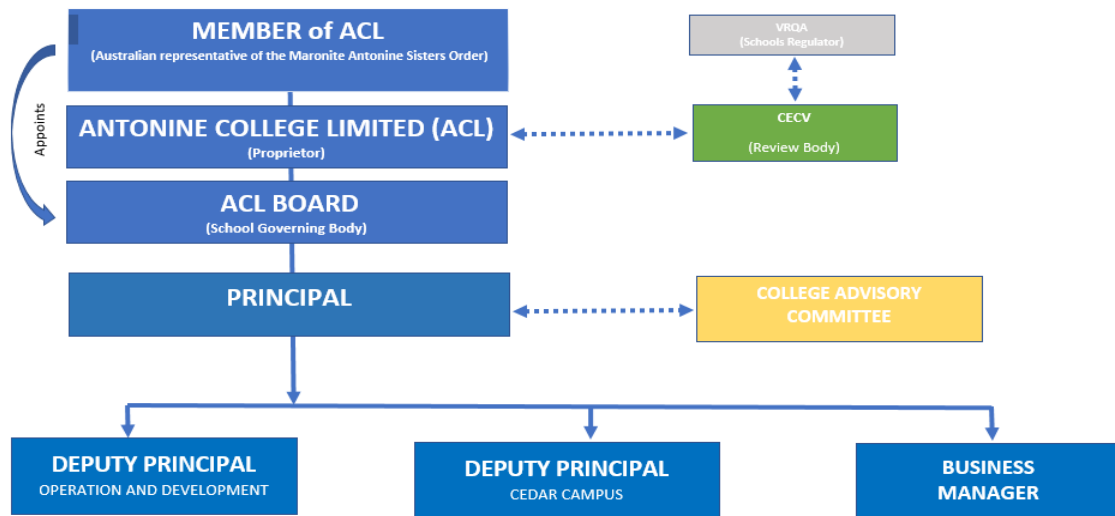 MEMBER of ACL
(Australian representative of the Maronite Antonine Sisters Order)
VRQA
(Schools Regulator)
Appoints
ANTONINE COLLEGE LIMITED (ACL)
(Proprietor)
CECV
(Review Body)
ACL BOARD
(School Governing Body)
PRINCIPAL
COLLEGE ADVISORY
COMMITTEE
DEPUTY PRINCIPAL
OPERATION AND DEVELOPMENT
DEPUTY PRINCIPAL
CEDAR CAMPUS
BUSINESS
MANAGER